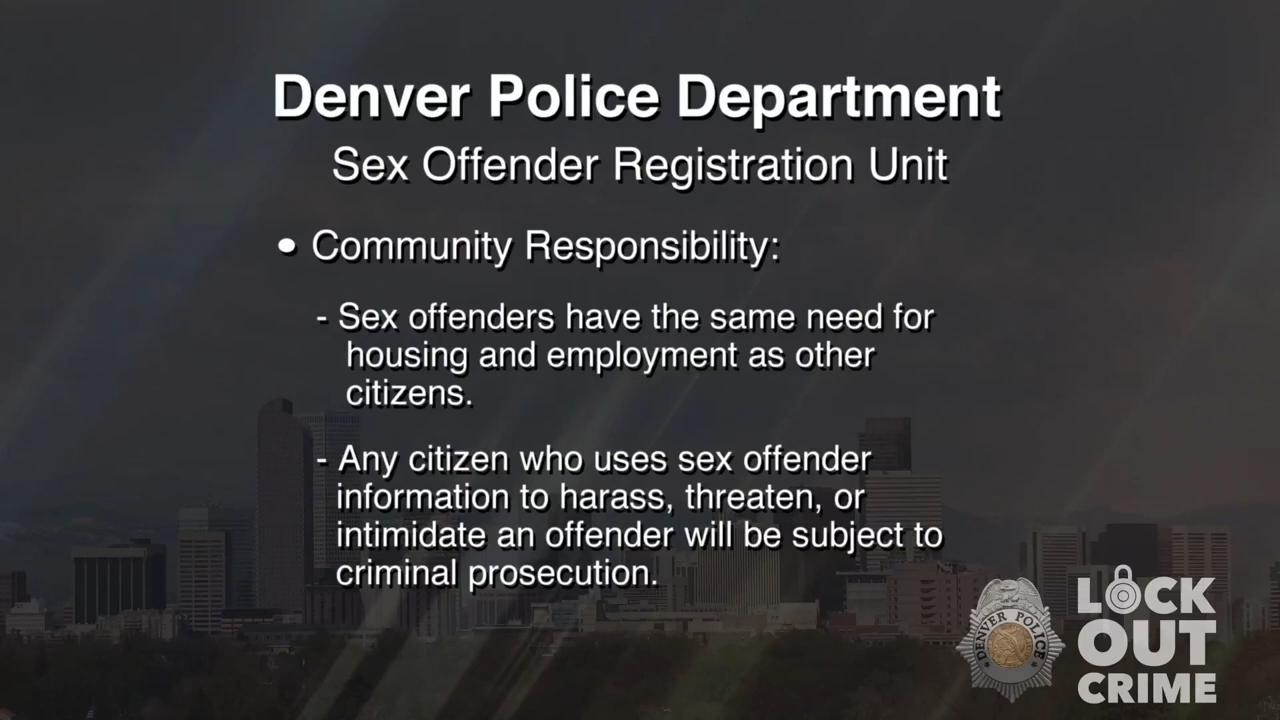 Denver Police Department
Sex Offender Registration Unit
• Community Responsibility:
- Sex offenders have the same need for
housing and employment as other
citizens.
- Any citizen who uses sex offender
information to harass, threaten, or
intimidate an offender will be subject to
criminal prosecution.
DENVER POLICE
LOCK
OUT
CRIME